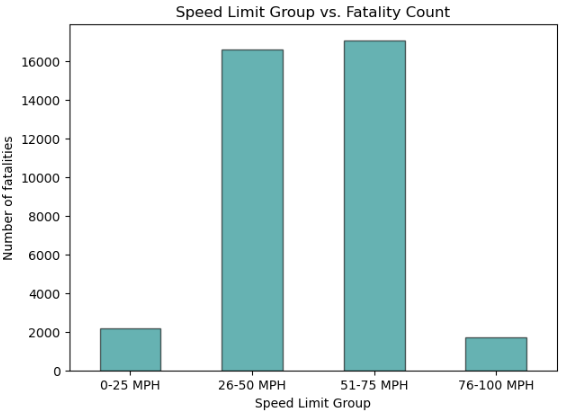 Speed Limit Group vs. Fatality Count
Number of fatalities
16000
14000
12000
10000
8000
6000
4000
2000
0
0-25 MPH
26-50 MPH
51-75 MPH
76-100 MPH
Speed Limit Group